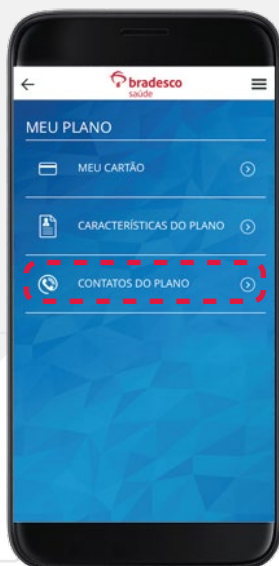 bradesco
saúde
MEU PLANO
MEU CARTÃO
CARACTERÍSTICAS DO PLANO
CONTATOS DO PLANO